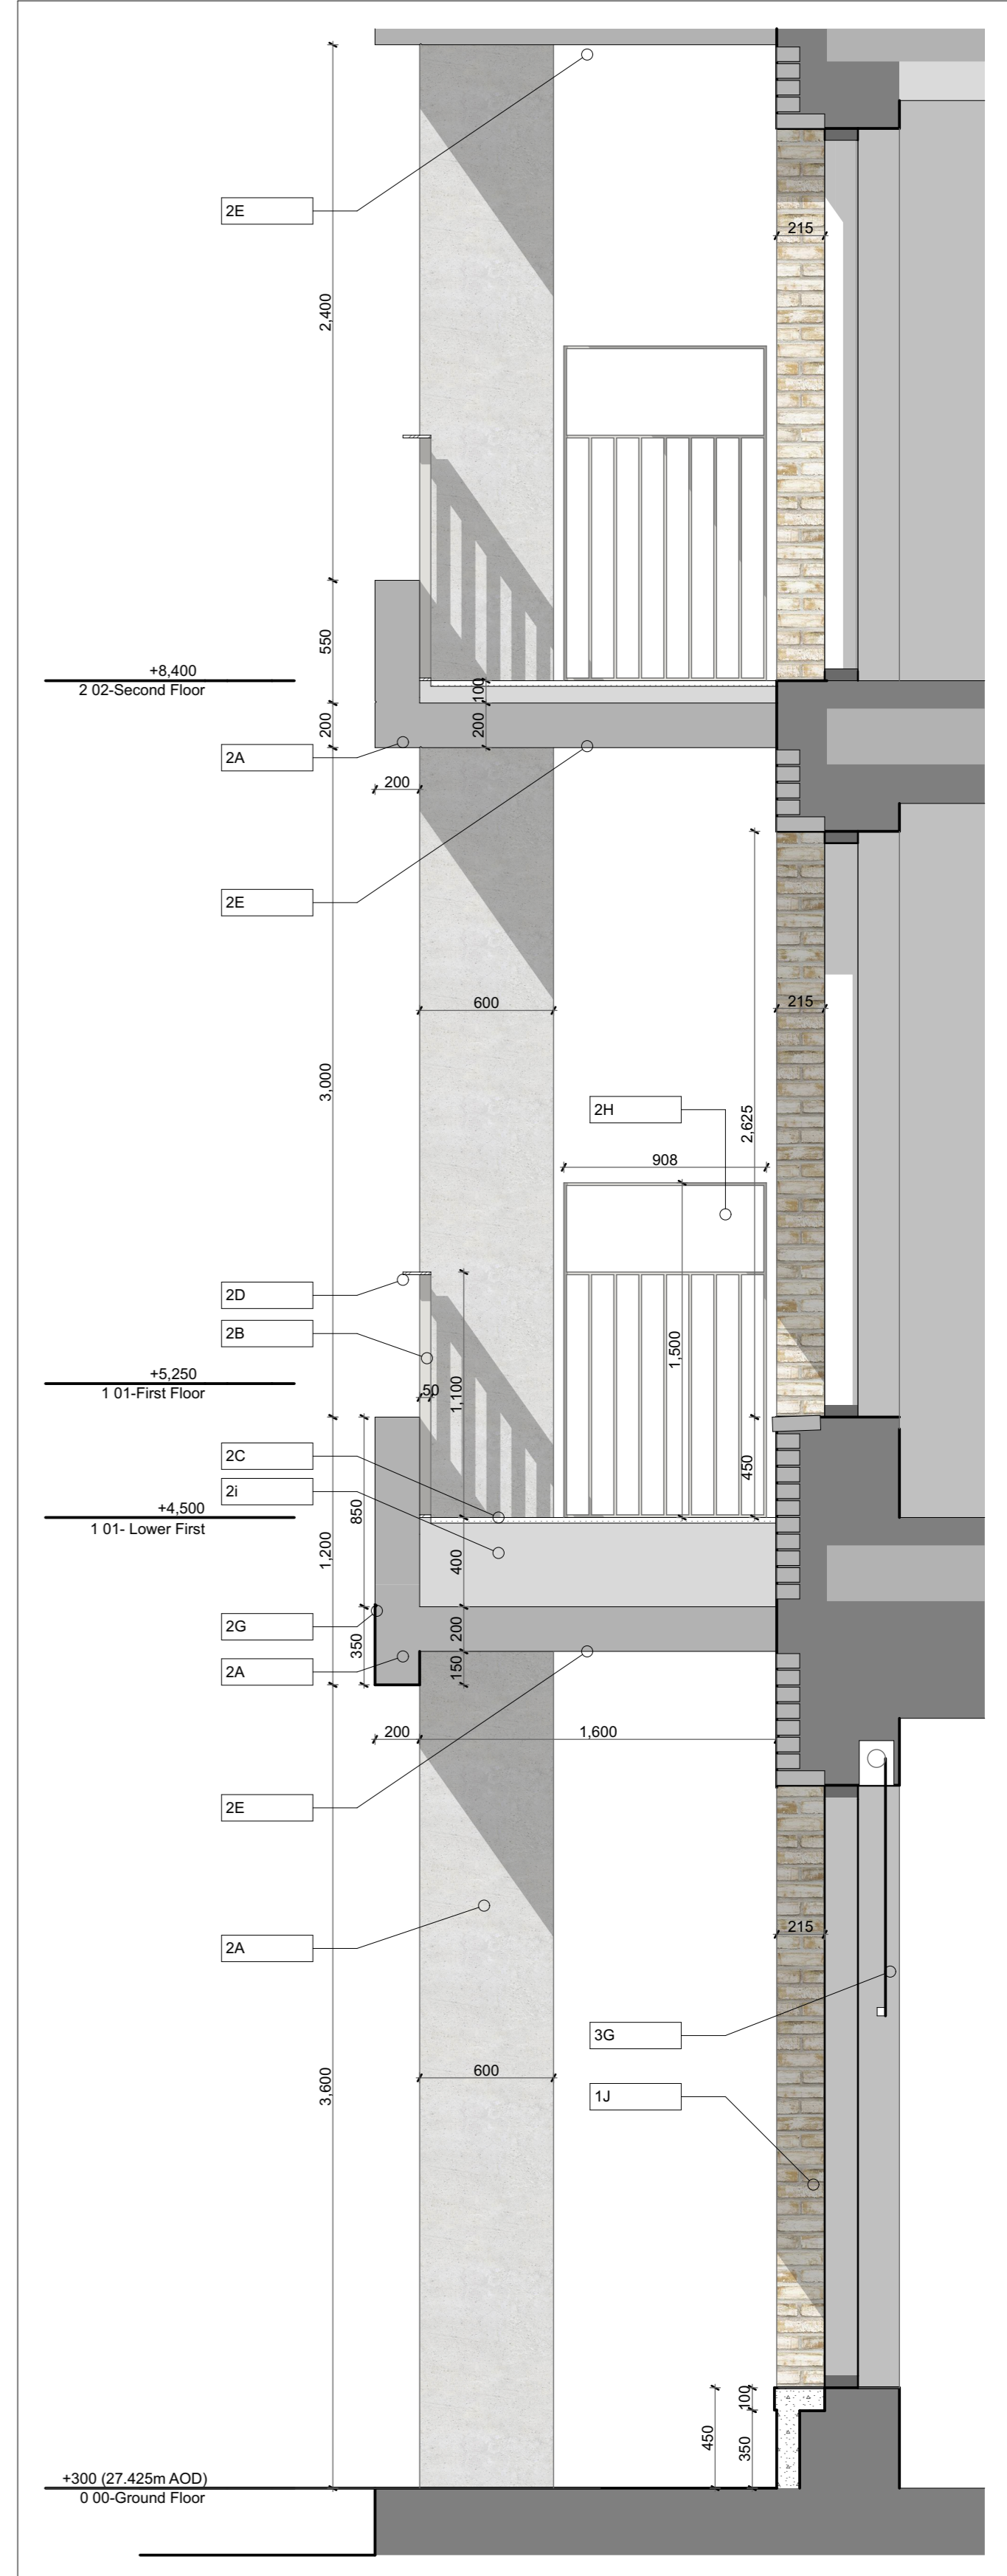 2E
215
2,400
550
+8,400
2 02-Second Floor
100
200
200
2A
200
2E
600
215
3,000
2,625
2H
908
2D
2B
1,500
1,100
50
+5,250
1 01-First Floor
2C
450
2i
850
+4,500
1 01- Lower First
1,200
400
2G
200
350
2A
150
200
1,600
2E
2A
215
3G
600
3,600
1J
100
450
350
+300 (27.425m AOD)
0 00-Ground Floor